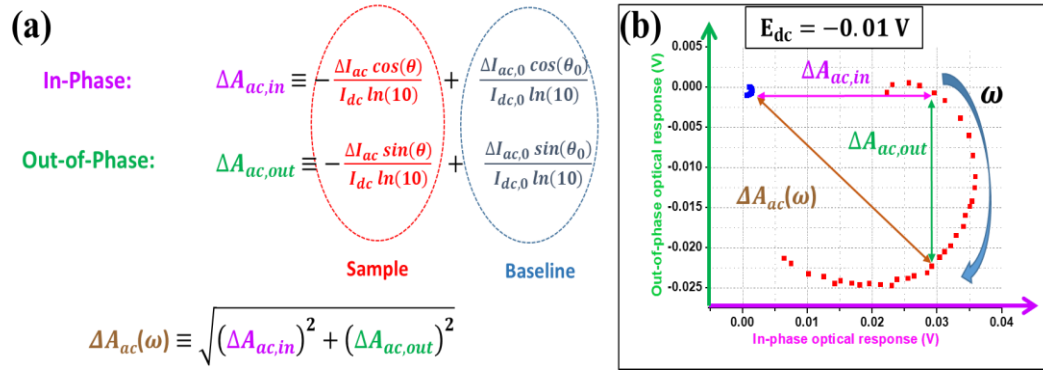 (a)
In-Phase: ΔA_{ac,in} ≡ − \frac{ΔI_{ac} cos(θ)}{I_{dc} ln(10)} + \frac{ΔI_{ac,0} cos(θ_0)}{I_{dc,0} ln(10)}
Out-of-Phase: ΔA_{ac,out} ≡ − \frac{ΔI_{ac} sin(θ)}{I_{dc} ln(10)} + \frac{ΔI_{ac,0} sin(θ_0)}{I_{dc,0} ln(10)}
Sample Baseline
ΔA_{ac}(ω) ≡ \sqrt{(ΔA_{ac,in})^2 + (ΔA_{ac,out})^2}
(b)
E_{dc} = −0.01 V
0.005
0.000
-0.005
-0.010
-0.015
-0.020
-0.025
Out-of-phase optical response (V)
ΔA_{ac,in}
ω
ΔA_{ac,out}
ΔA_{ac}(ω)
0.00 0.01 0.02 0.03 0.04
In-phase optical response (V)